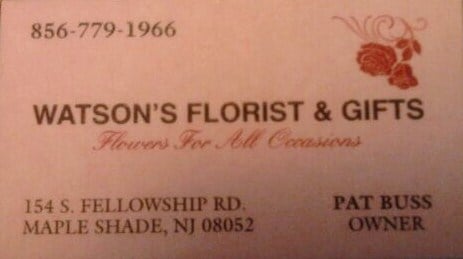 856-779-1966
WATSON'S FLORIST & GIFTS
Flowers For All Occasions
154 S. FELLOWSHIP RD.
MAPLE SHADE, NJ 08052
PAT BUSS
OWNER